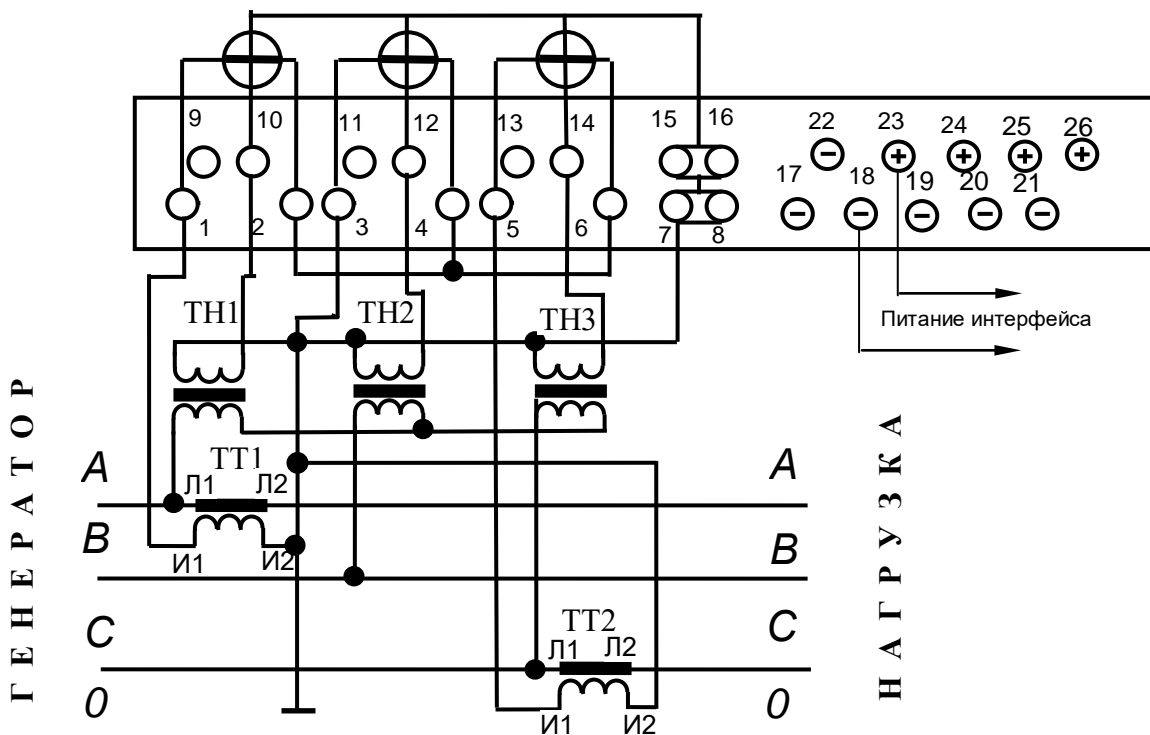 9 10 11 12 13 14 15 16
22 23 24 25 26
17 18 19 20 21
1 2 3 4 5 6 7 8
ТН1 ТН2 ТН3
Питание интерфейса
ГЕНЕРАТОР
НАГРУЗКА
ТТ1
A Л1 Л2 A
B И1 И2 B
ТТ2
C Л1 Л2 C
0 И1 И2 0